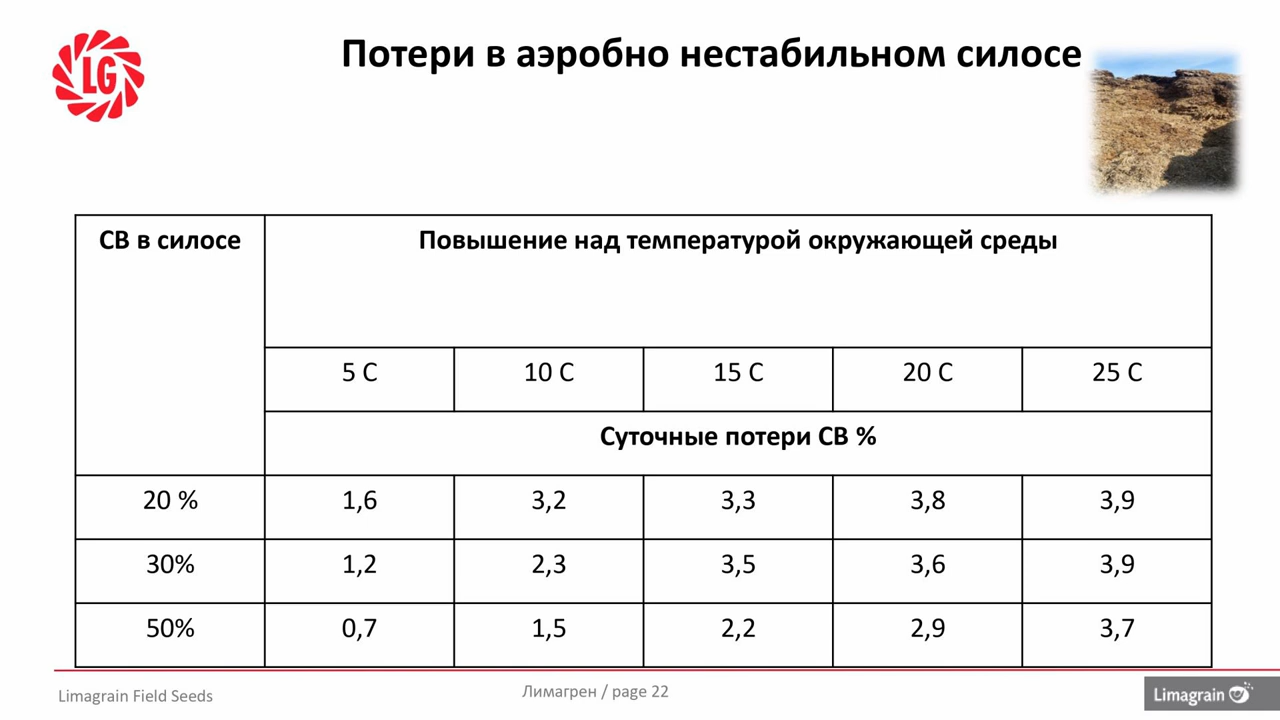 LG
Потери в аэробно нестабильном силосе
СВ в силосе
Повышение над температурой окружающей среды
5 С
10 С
15 С
20 С
25 С
Суточные потери СВ %
20 %
1,6
3,2
3,3
3,8
3,9
30%
1,2
2,3
3,5
3,6
3,9
50%
0,7
1,5
2,2
2,9
3,7
Limagrain Field Seeds
Лимагрен / page 22
Limagrain